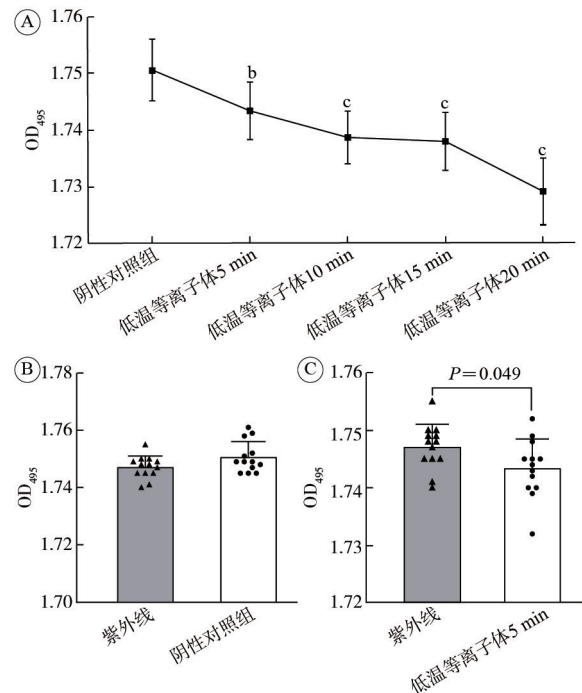 A
1.76
1.75
1.74
1.73
1.72
OD495
b
c
c
c
阴性对照组
低温等离子体5 min
低温等离子体10 min
低温等离子体15 min
低温等离子体20 min
B
1.78
1.76
1.74
1.72
1.70
OD495
紫外线
阴性对照组
C
1.76
1.75
1.74
1.73
1.72
OD495
P＝0.049
紫外线
低温等离子体5 min